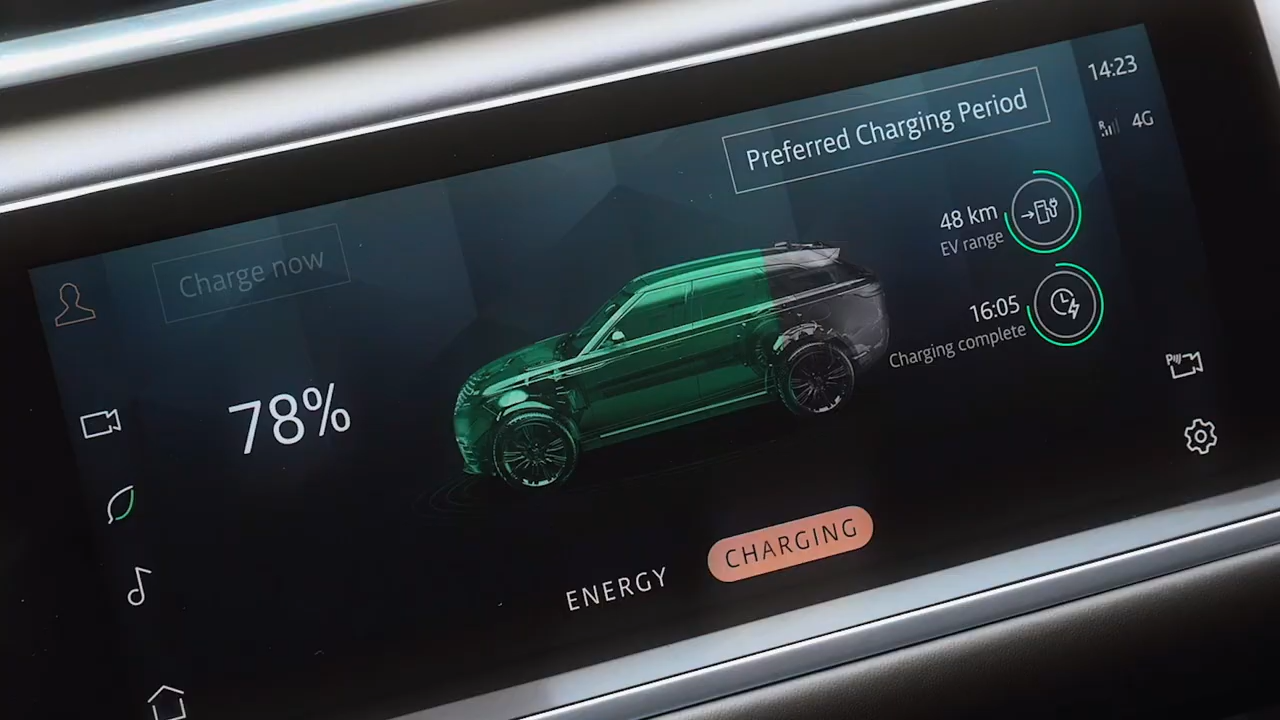 14:23
Preferred Charging Period
4G
48 km
EV range
Charge now
16:05
Charging complete
78%
CHARGING
ENERGY